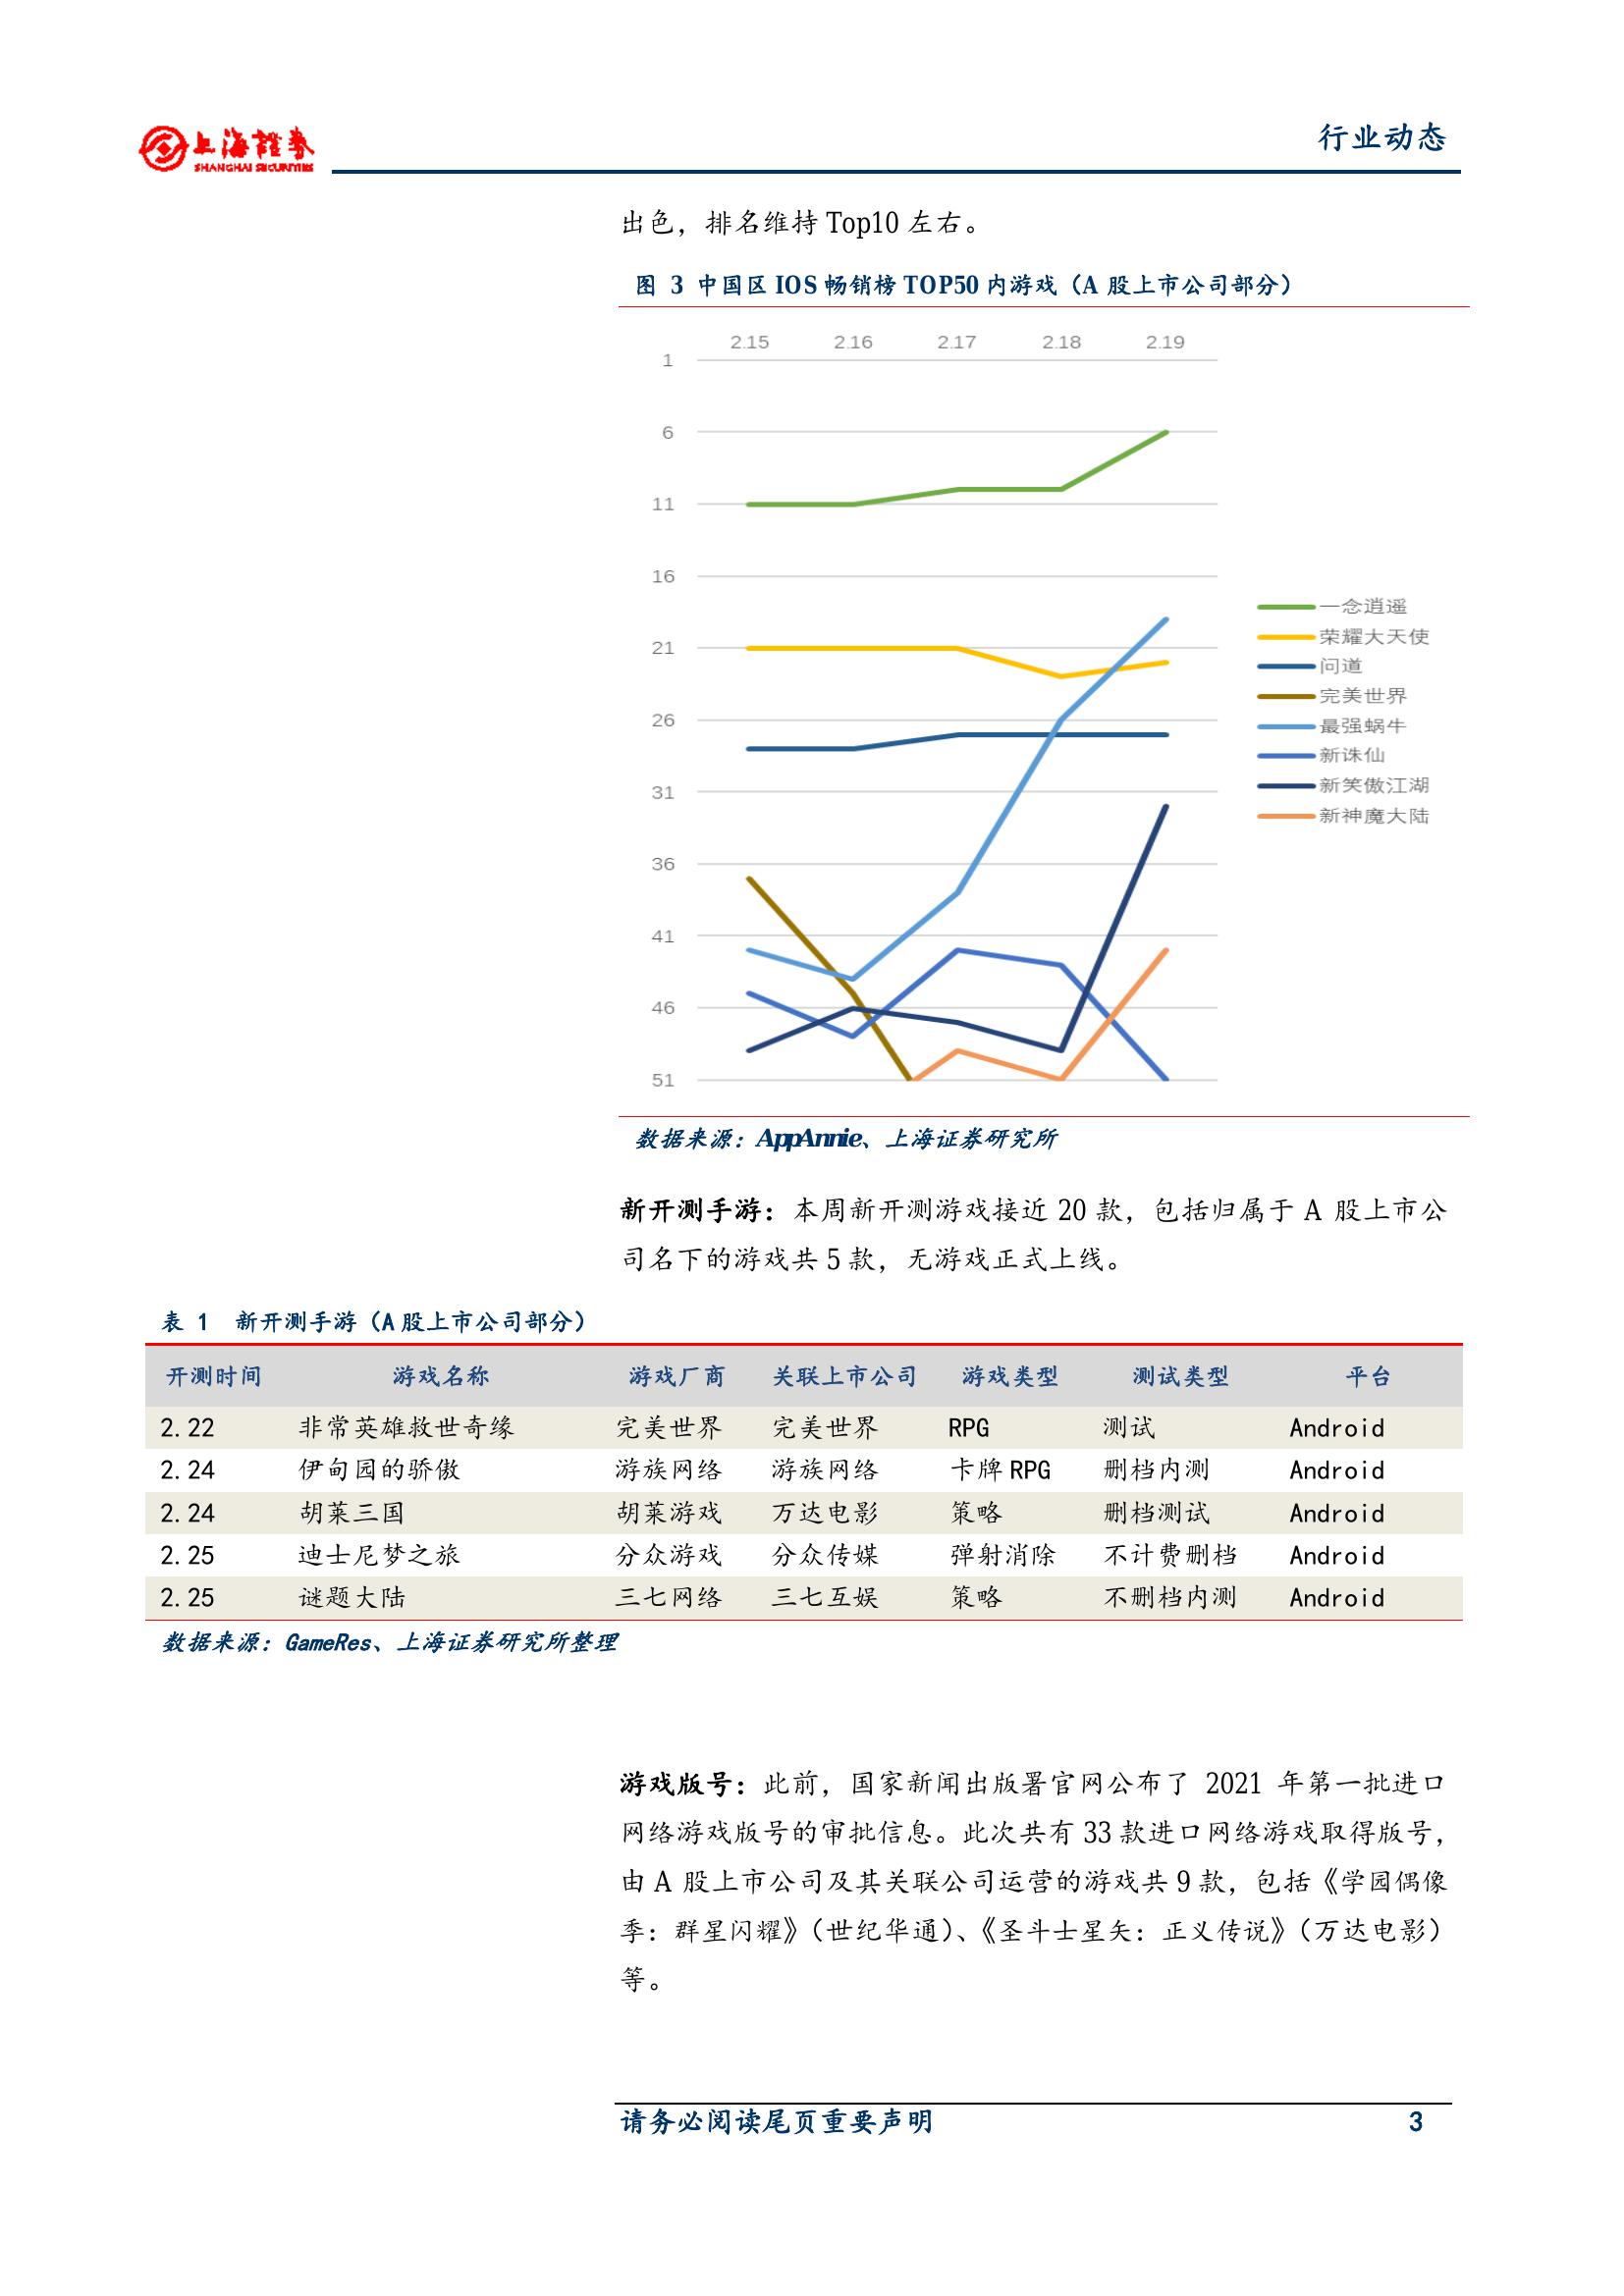 上海證券
SHANGHAI SECURITIES
行业动态
出色，排名维持 Top10 左右。
图 3 中国区 IOS 畅销榜 TOP50 内游戏（A 股上市公司部分）
2.15 2.16 2.17 2.18 2.19
1
6
11
16
21
26
31
36
41
46
51
一念逍遥
荣耀大天使
问道
完美世界
最强蜗牛
新诛仙
新笑傲江湖
新神魔大陆
数据来源：AppAnnie、上海证券研究所
新开测手游：本周新开测游戏接近 20 款，包括归属于 A 股上市公
司名下的游戏共 5 款，无游戏正式上线。
表 1 新开测手游（A 股上市公司部分）
开测时间 游戏名称 游戏厂商 关联上市公司 游戏类型 测试类型 平台
2.22 非常英雄救世奇缘 完美世界 完美世界 RPG 测试 Android
2.24 伊甸园的骄傲 游族网络 游族网络 卡牌 RPG 删档内测 Android
2.24 胡莱三国 胡莱游戏 万达电影 策略 删档测试 Android
2.25 迪士尼梦之旅 分众游戏 分众传媒 弹射消除 不计费删档 Android
2.25 谜题大陆 三七网络 三七互娱 策略 不删档内测 Android
数据来源：GameRes、上海证券研究所整理
游戏版号：此前，国家新闻出版署官网公布了 2021 年第一批进口
网络游戏版号的审批信息。此次共有 33 款进口网络游戏取得版号，
由 A 股上市公司及其关联公司运营的游戏共 9 款，包括《学园偶像
季：群星闪耀》（世纪华通）、《圣斗士星矢：正义传说》（万达电影）
等。
请务必阅读尾页重要声明 3